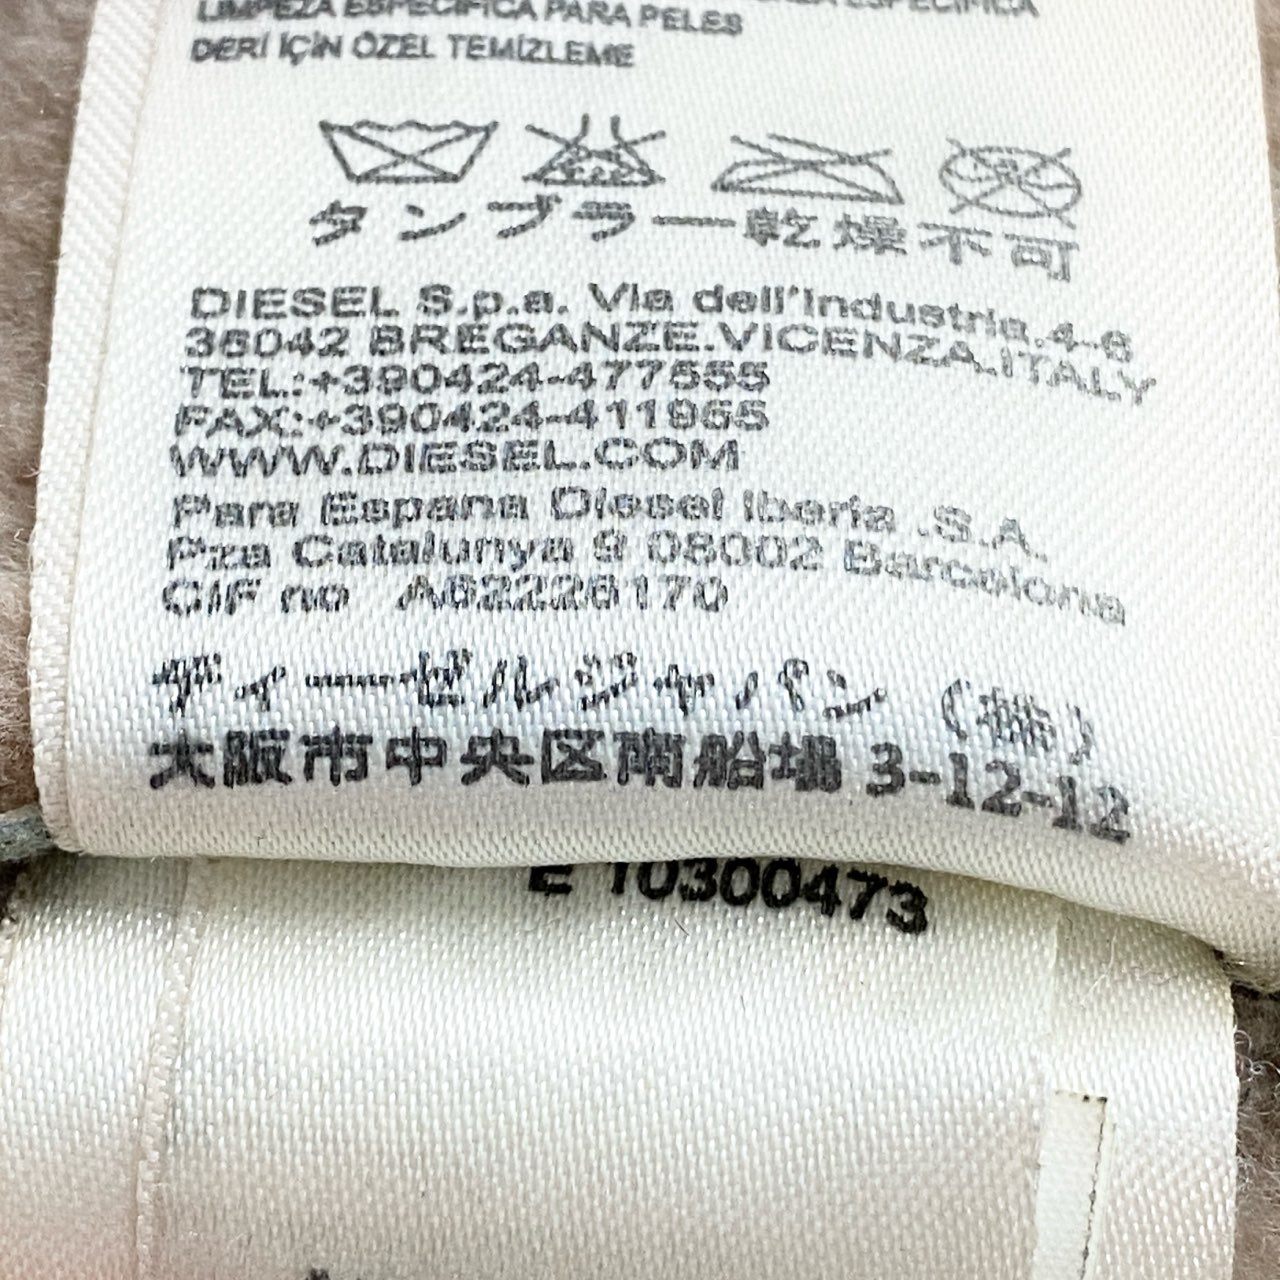 LIMPEZA ESPECÍFICA PARA PELES
DERİ İÇİN ÖZEL TEMİZLEME
タンブラー乾燥不可
DIESEL S.p.a. Via dell'Industria.4-6
36042 BREGANZE.VICENZA.ITALY
TEL:+390424-477555
FAX:+390424-411955
WWW.DIESEL.COM
Para Espana Diesel Iberia .S.A.
Pza Catalunya 9 08002 Barcelona
CIF no A62226170
ディーゼルジャパン（株）
大阪市中央区南船場 3-12-12
E 10300473